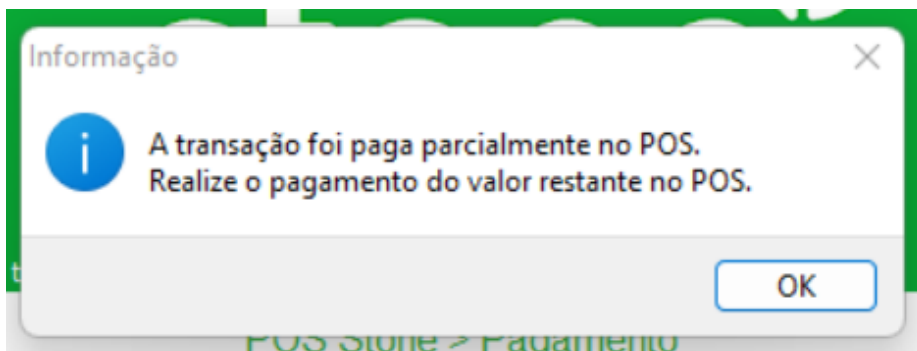 Informação
A transação foi paga parcialmente no POS.
Realize o pagamento do valor restante no POS.
OK
POS Stone > Pagamento